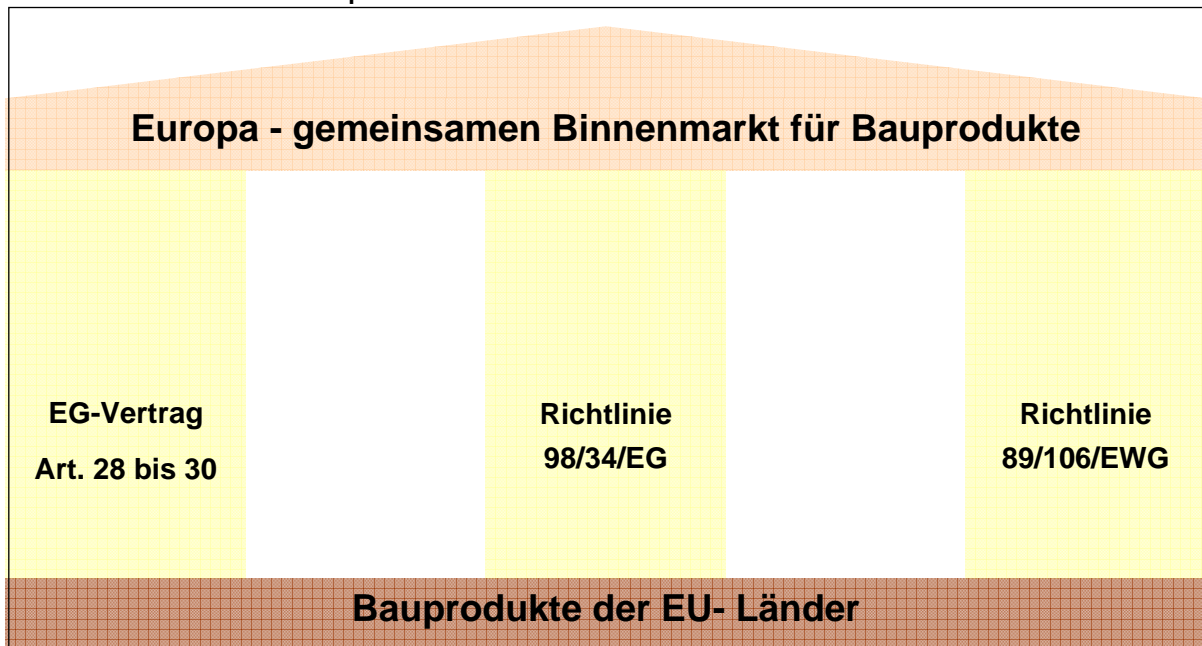 Europa - gemeinsamen Binnenmarkt für Bauprodukte
EG-Vertrag
Art. 28 bis 30
Richtlinie
98/34/EG
Richtlinie
89/106/EWG
Bauprodukte der EU- Länder